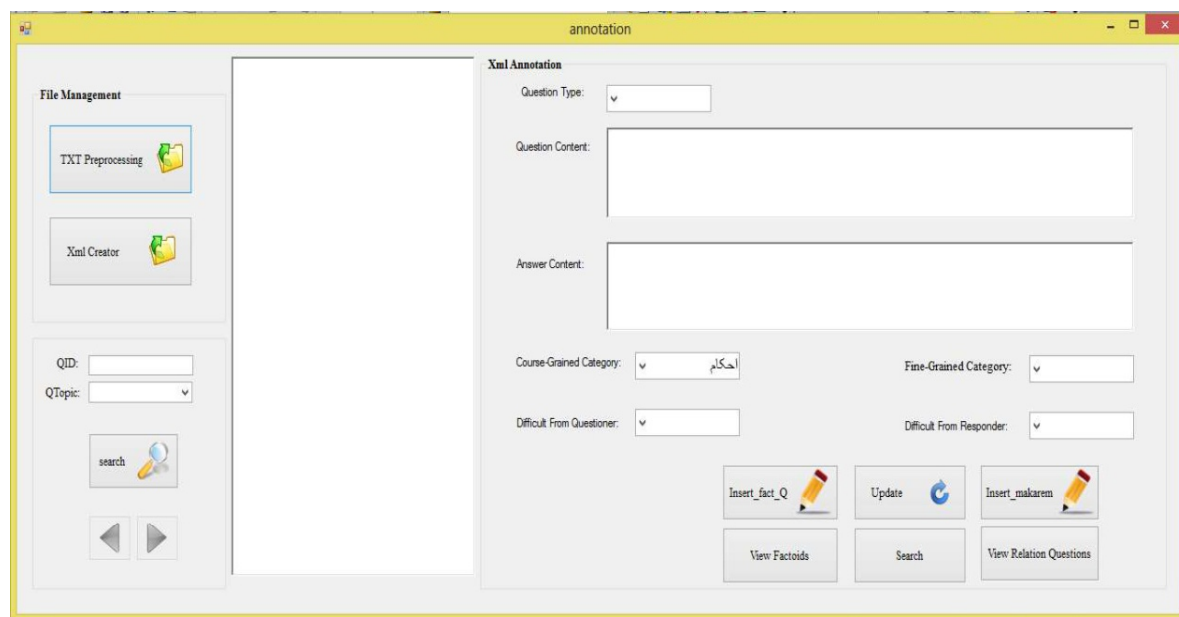 annotation
File Management
TXT Preprocessing
Xml Creator
QID:
QTopic:
search
Xml Annotation
Question Type:
Question Content:
Answer Content:
Course-Grained Category:
احکام
Fine-Grained Category:
Difficult From Questioner:
Difficult From Responder:
Insert_fact_Q
Update
Insert_makarem
View Factoids
Search
View Relation Questions